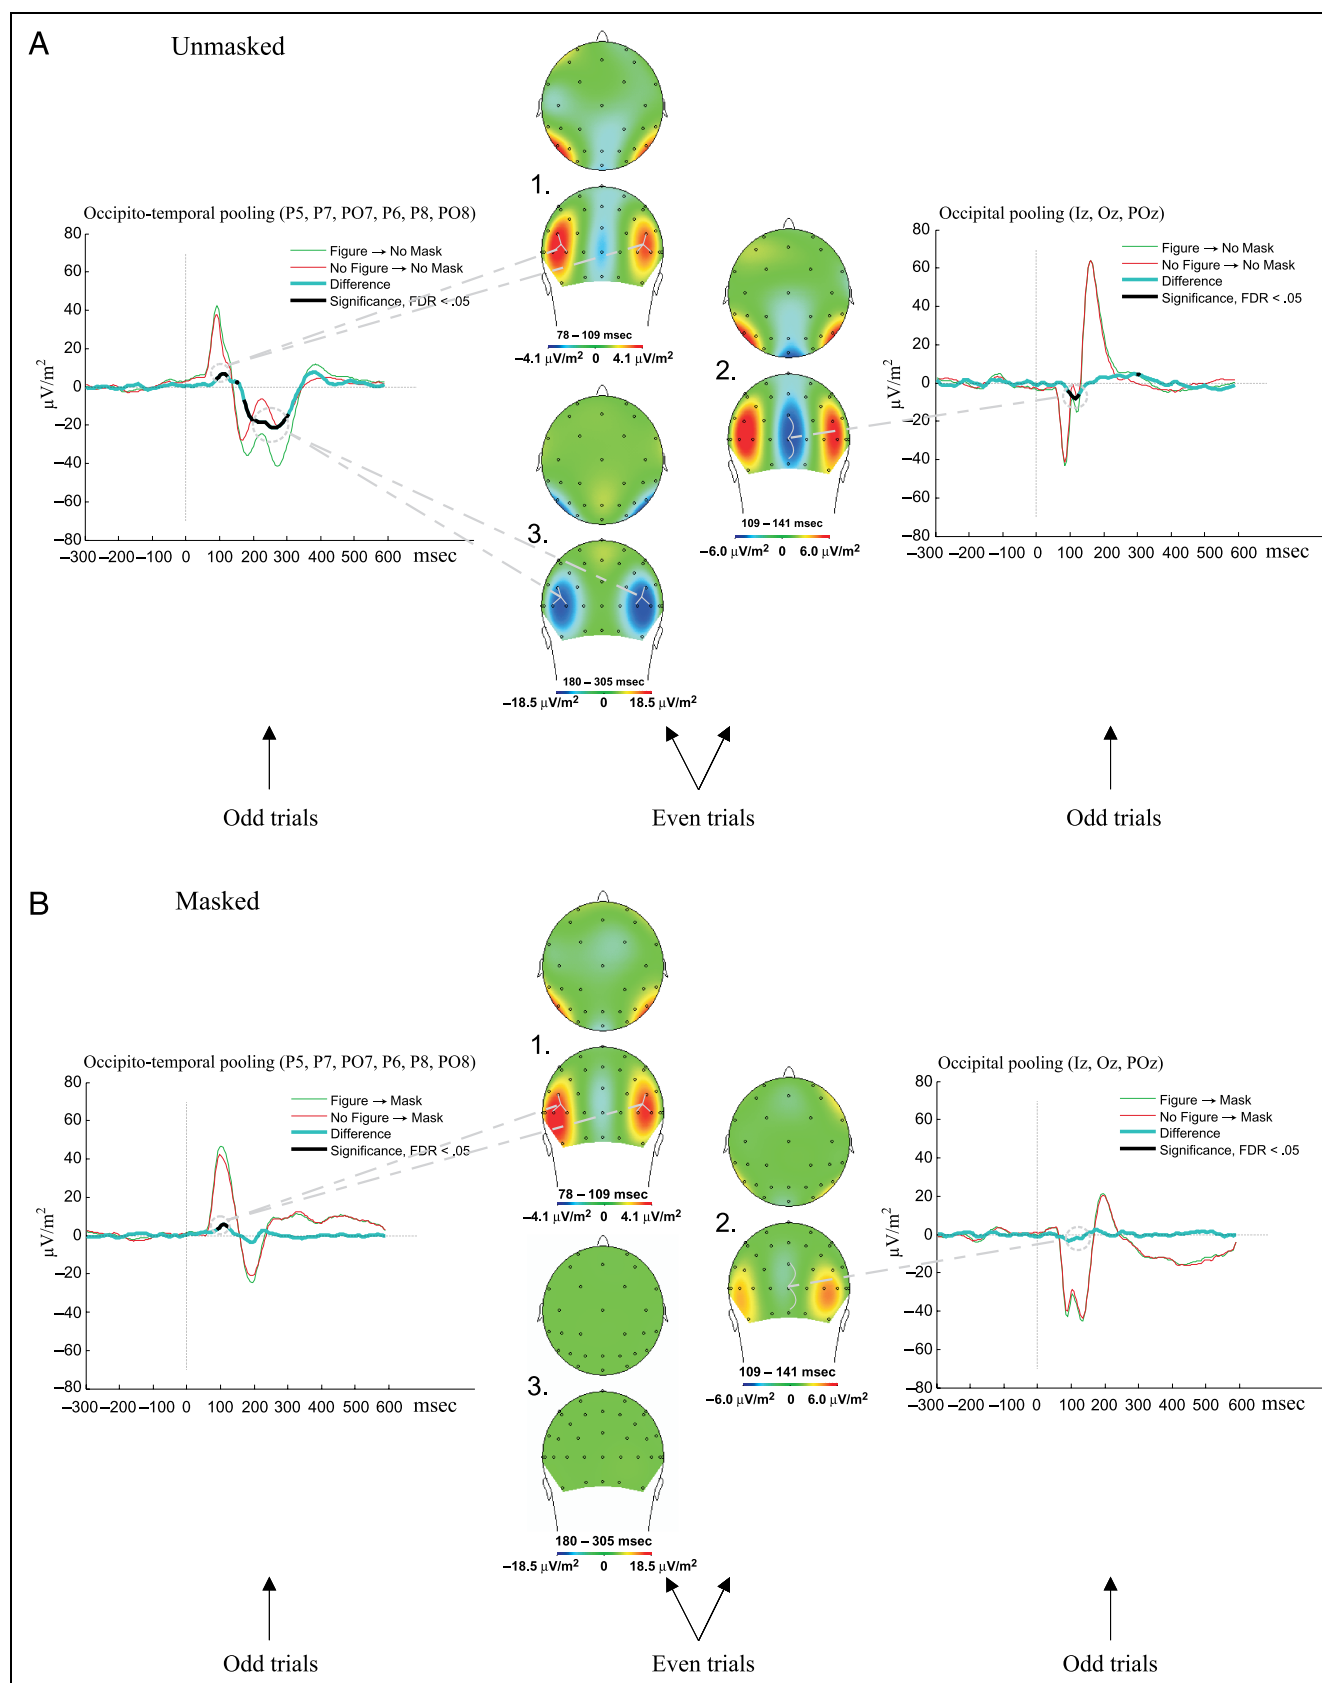 A
Unmasked
Occipito-temporal pooling (P5, P7, PO7, P6, P8, PO8)
80
60
40
20
0
–20
–40
–60
–80
µV/m2
–300 –200 –100 0 100 200 300 400 500 600 msec
Figure → No Mask
No Figure → No Mask
Difference
Significance, FDR < .05
1.
78 – 109 msec
–4.1 µV/m2 0 4.1 µV/m2
2.
109 – 141 msec
–6.0 µV/m2 0 6.0 µV/m2
3.
180 – 305 msec
–18.5 µV/m2 0 18.5 µV/m2
Occipital pooling (Iz, Oz, POz)
80
60
40
20
0
–20
–40
–60
–80
µV/m2
–300 –200 –100 0 100 200 300 400 500 600 msec
Figure → No Mask
No Figure → No Mask
Difference
Significance, FDR < .05
Odd trials
Even trials
Odd trials
B
Masked
Occipito-temporal pooling (P5, P7, PO7, P6, P8, PO8)
80
60
40
20
0
–20
–40
–60
–80
µV/m2
–300 –200 –100 0 100 200 300 400 500 600 msec
Figure → Mask
No Figure → Mask
Difference
Significance, FDR < .05
1.
78 – 109 msec
–4.1 µV/m2 0 4.1 µV/m2
2.
109 – 141 msec
–6.0 µV/m2 0 6.0 µV/m2
3.
180 – 305 msec
–18.5 µV/m2 0 18.5 µV/m2
Occipital pooling (Iz, Oz, POz)
80
60
40
20
0
–20
–40
–60
–80
µV/m2
–300 –200 –100 0 100 200 300 400 500 600 msec
Figure → Mask
No Figure → Mask
Difference
Significance, FDR < .05
Odd trials
Even trials
Odd trials